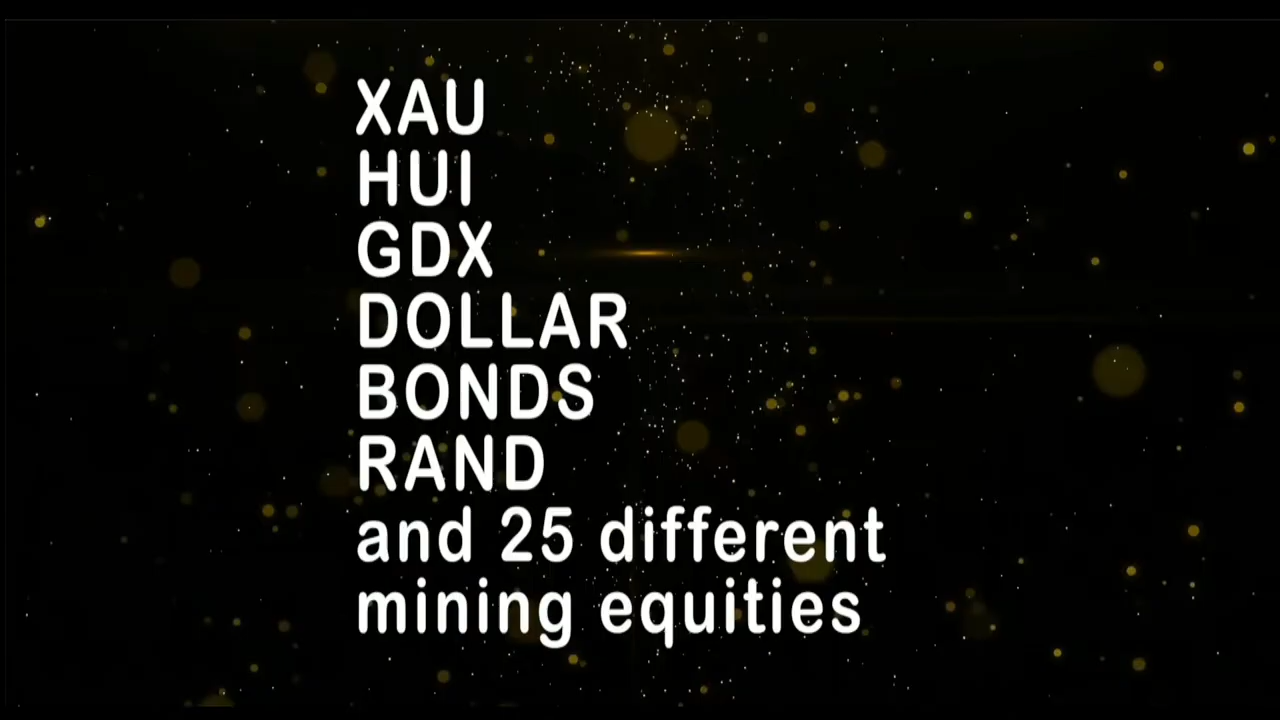 XAU
HUI
GDX
DOLLAR
BONDS
RAND
and 25 different
mining equities